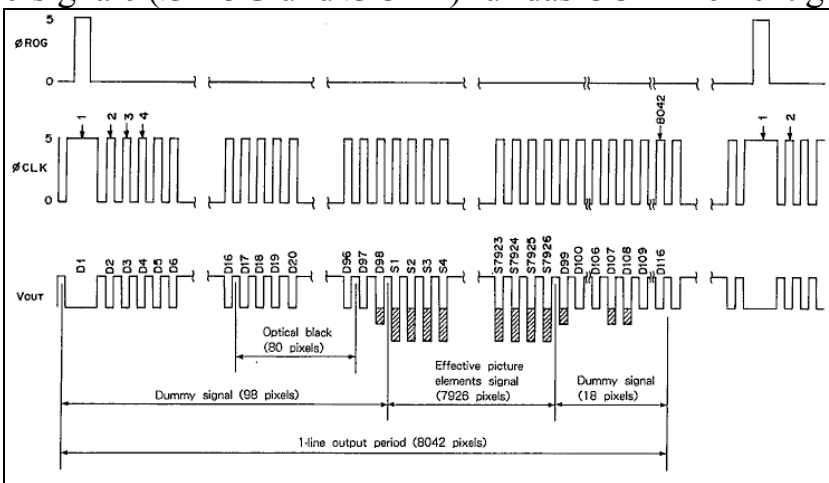 5
øROG
0
1 2 3 4 8042 1 2
5
øCLK
0
D1 D2 D3 D4 D5 D6 D16 D17 D18 D19 D20 D96 D97 D98 S1 S2 S3 S4 S7923 S7924 S7925 S7926 D99 D100 D106 D107 D108 D109 D116
VOUT
Optical black
(80 pixels)
Effective picture
elements signal
(7926 pixels)
Dummy signal
(18 pixels)
Dummy signal (98 pixels)
1-line output period (8042 pixels)